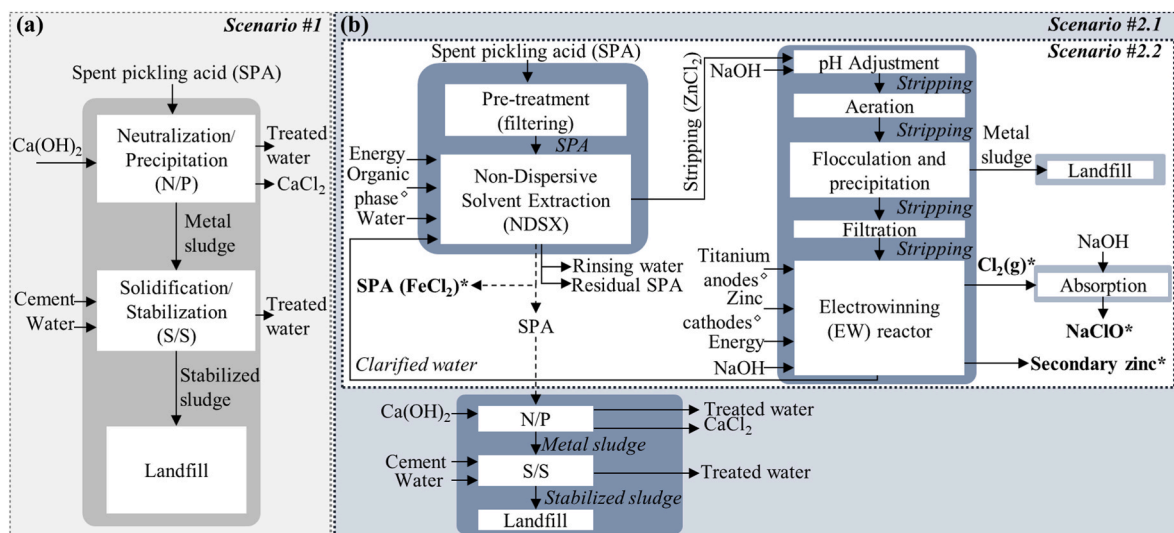 (a)
Scenario #1
Spent pickling acid (SPA)
Neutralization/
Precipitation
(N/P)
Ca(OH)2
Treated
water
CaCl2
Metal
sludge
Solidification/
Stabilization
(S/S)
Cement
Water
Treated
water
Stabilized
sludge
Landfill
(b)
Scenario #2.1
Scenario #2.2
Spent pickling acid (SPA)
Pre-treatment
(filtering)
SPA
Energy
Organic
phase◇
Water
Non-Dispersive
Solvent Extraction
(NDSX)
Rinsing water
Residual SPA
SPA (FeCl2)*
SPA
Clarified water
Stripping (ZnCl2)
NaOH
pH Adjustment
Stripping
Aeration
Stripping
Flocculation and
precipitation
Metal
sludge
Landfill
Stripping
Filtration
Stripping
Titanium
anodes◇
Zinc
cathodes◇
Energy
NaOH
Electrowinning
(EW) reactor
Cl2(g)*
NaOH
Absorption
NaClO*
Secondary zinc*
Ca(OH)2
N/P
Treated water
CaCl2
Metal sludge
Cement
Water
S/S
Treated water
Stabilized sludge
Landfill